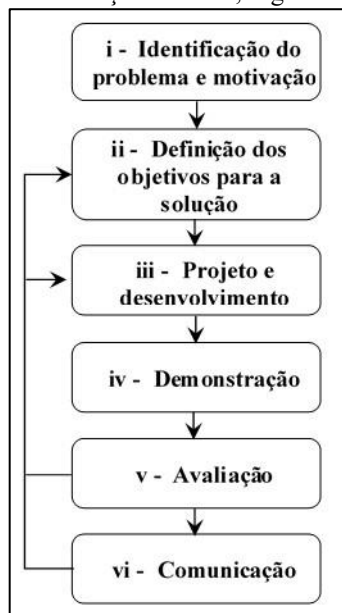 i - Identificação do
problema e motivação
ii - Definição dos
objetivos para a
solução
iii - Projeto e
desenvolvimento
iv - Demonstração
v - Avaliação
vi - Comunicação